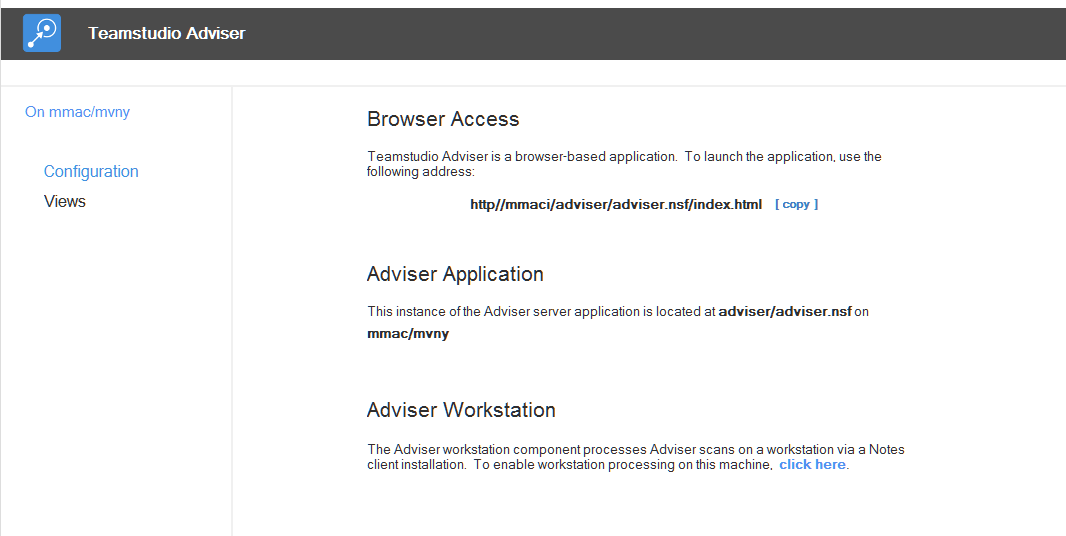 Teamstudio Adviser
On mmac/mvny
Configuration
Views
Browser Access
Teamstudio Adviser is a browser-based application. To launch the application, use the
following address:
http//mmaci/adviser/adviser.nsf/index.html [ copy ]
Adviser Application
This instance of the Adviser server application is located at adviser/adviser.nsf on
mmac/mvny
Adviser Workstation
The Adviser workstation component processes Adviser scans on a workstation via a Notes
client installation. To enable workstation processing on this machine, click here.